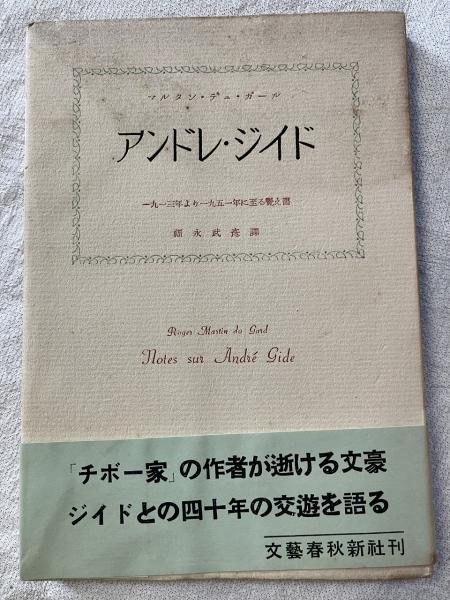 マルタン・デュ・ガール
アンドレ・ジイド
一九一三年より一九五一年に至る覺え書
福永武彦譯
Roger Martin du Gard
Notes sur André Gide
「チボー家」の作者が逝ける文豪
ジイドとの四十年の交遊を語る
文藝春秋新社刊